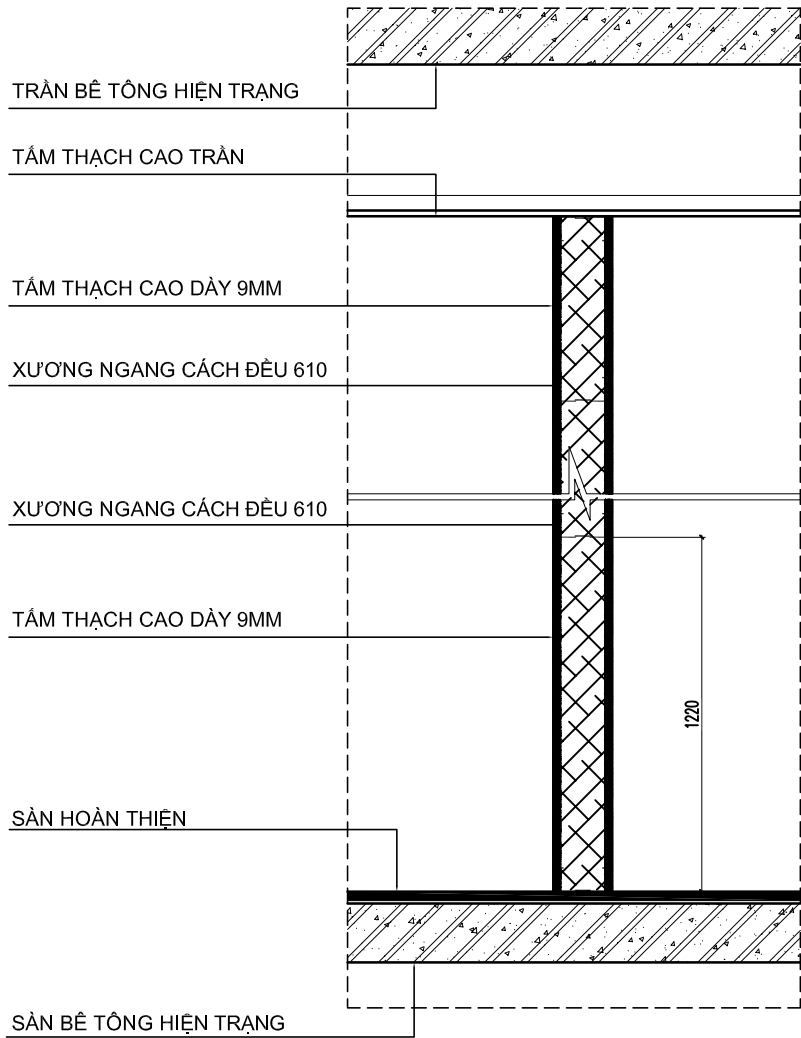 TRẦN BÊ TÔNG HIỆN TRẠNG
TẤM THẠCH CAO TRẦN
TẤM THẠCH CAO DÀY 9MM
XƯƠNG NGANG CÁCH ĐỀU 610
XƯƠNG NGANG CÁCH ĐỀU 610
TẤM THẠCH CAO DÀY 9MM
1220
SÀN HOÀN THIỆN
SÀN BÊ TÔNG HIỆN TRẠNG